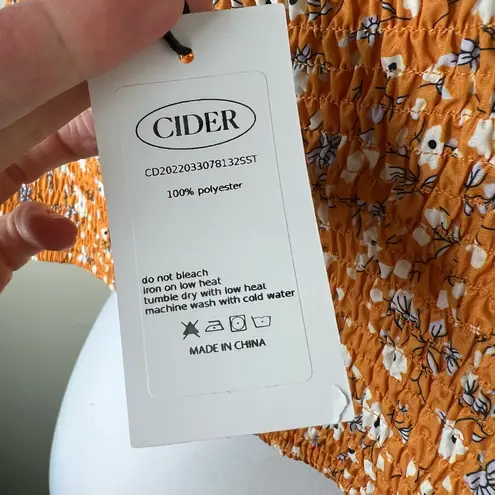 CIDER
CD2022033078132SST
100% polyester
do not bleach
iron on low heat
tumble dry with low heat
machine wash with cold water
MADE IN CHINA